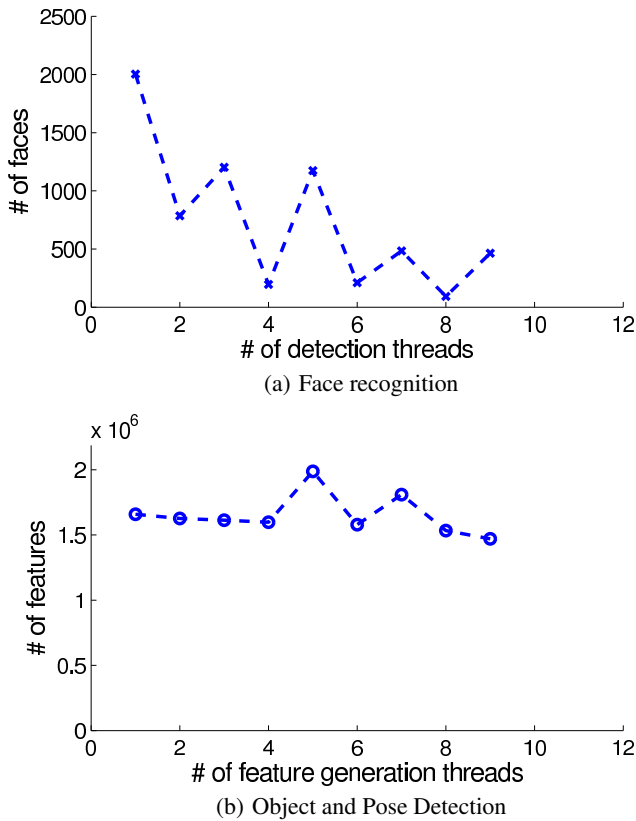 2500
2000
1500
1000
500
0
# of faces
0 2 4 6 8 10 12
# of detection threads
(a) Face recognition
x 10^6
2
1.5
1
0.5
0
# of features
0 2 4 6 8 10 12
# of feature generation threads
(b) Object and Pose Detection